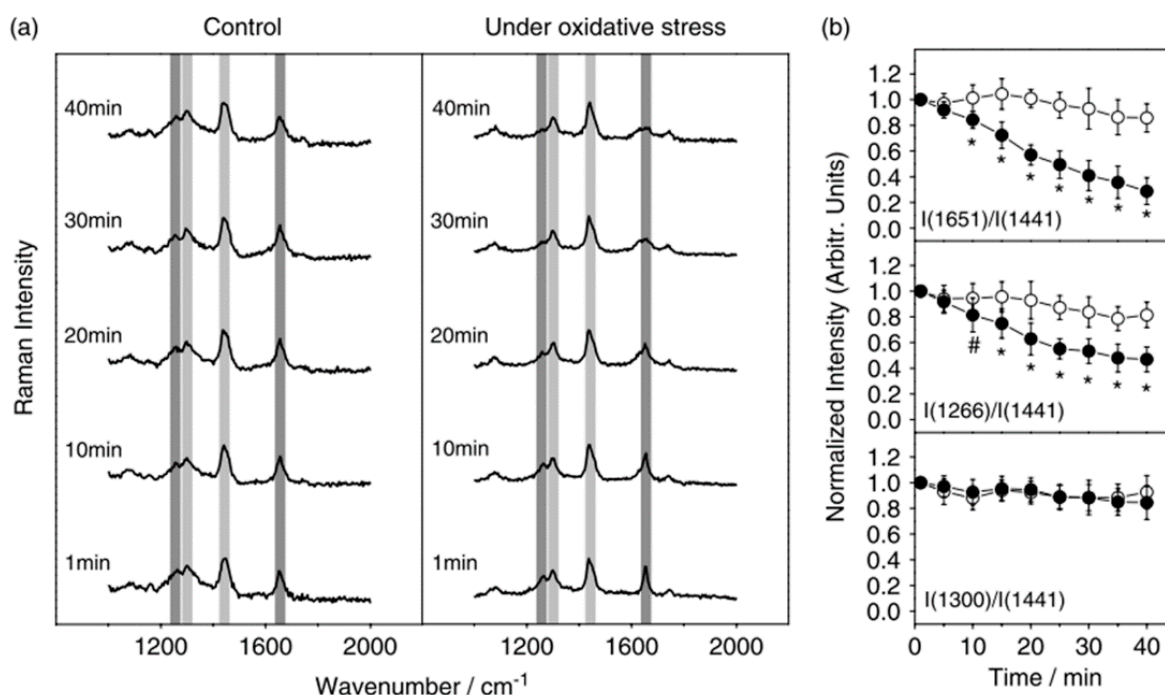 (a)
Control
Under oxidative stress
40min
30min
20min
10min
1min
40min
30min
20min
10min
1min
Raman Intensity
1200 1600 2000
1200 1600 2000
Wavenumber / cm⁻¹
(b)
Normalized Intensity (Arbitr. Units)
1.2
1.0
0.8
0.6
0.4
0.2
0.0
* * * * * * *
I(1651)/I(1441)
1.2
1.0
0.8
0.6
0.4
0.2
0.0
# * * * * * *
I(1266)/I(1441)
1.2
1.0
0.8
0.6
0.4
0.2
0.0
I(1300)/I(1441)
0 10 20 30 40
Time / min